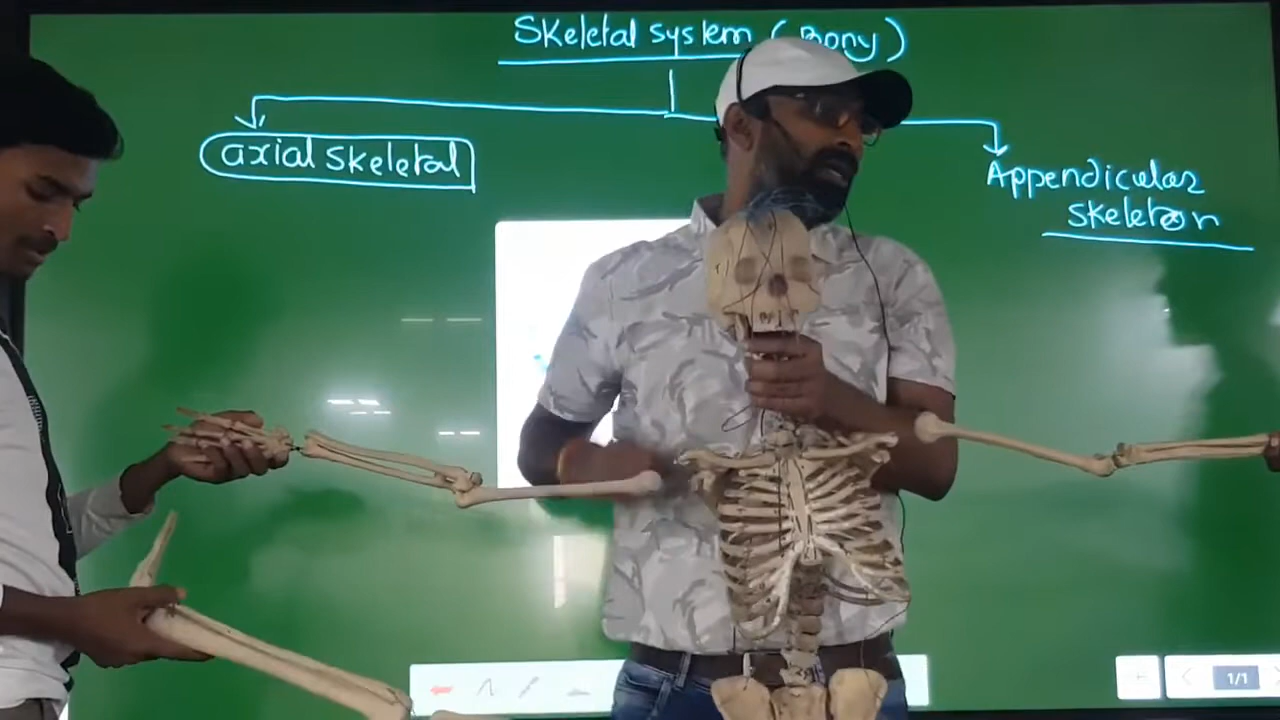 Skeletal system (Bony)
axial skeletal
Appendicular
skeleton
1/1